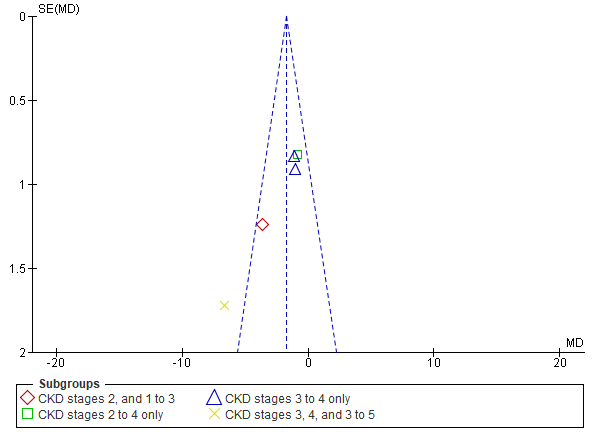 SE(MD)
0
0.5
1
1.5
2
MD
-20 -10 0 10 20
Subgroups
CKD stages 2, and 1 to 3 CKD stages 3 to 4 only
CKD stages 2 to 4 only CKD stages 3, 4, and 3 to 5